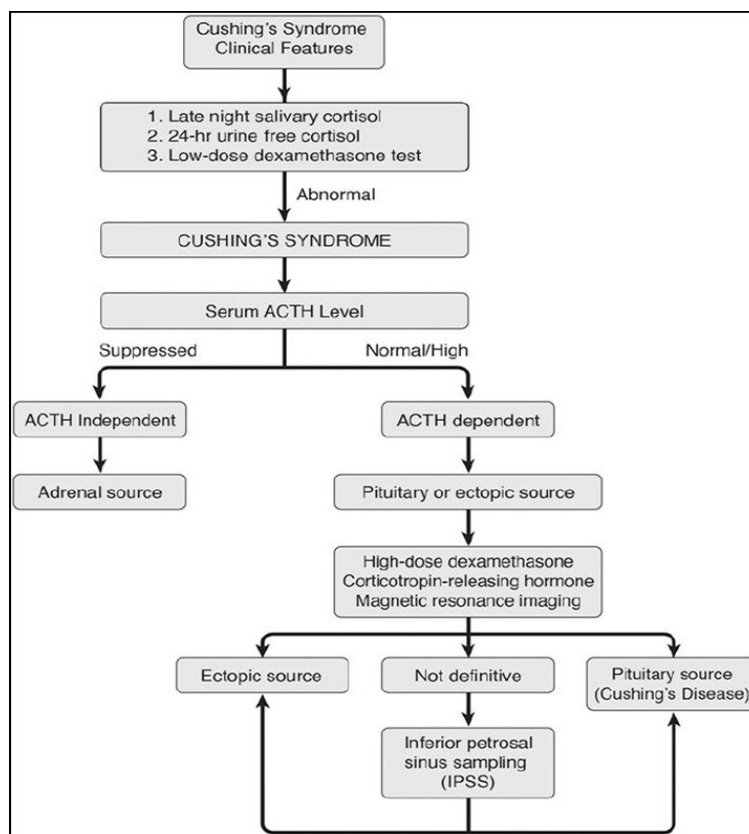 Cushing's Syndrome
Clinical Features
1. Late night salivary cortisol
2. 24-hr urine free cortisol
3. Low-dose dexamethasone test
Abnormal
CUSHING'S SYNDROME
Serum ACTH Level
Suppressed
Normal/High
ACTH Independent
ACTH dependent
Adrenal source
Pituitary or ectopic source
High-dose dexamethasone
Corticotropin-releasing hormone
Magnetic resonance imaging
Ectopic source
Not definitive
Pituitary source
(Cushing's Disease)
Inferior petrosal
sinus sampling
(IPSS)